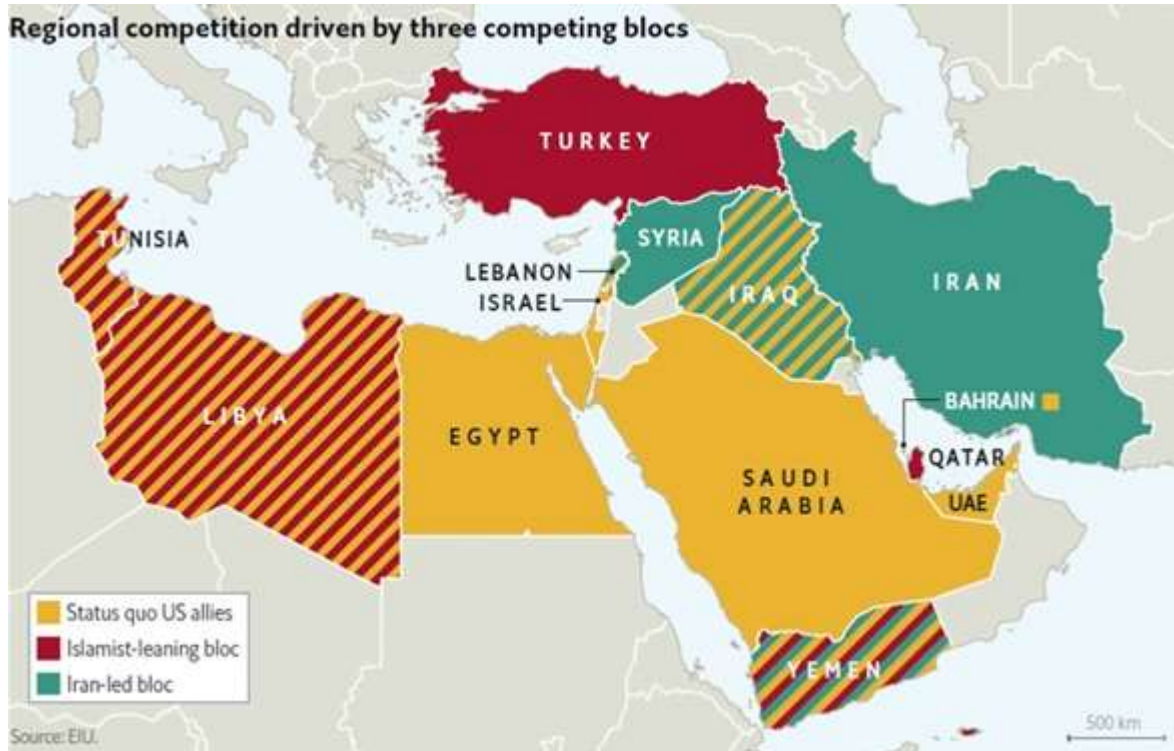 Regional competition driven by three competing blocs
TURKEY
TUNISIA
SYRIA
LEBANON
ISRAEL
IRAQ
IRAN
LIBYA
EGYPT
BAHRAIN
QATAR
SAUDI
ARABIA
UAE
YEMEN
Status quo US allies
Islamist-leaning bloc
Iran-led bloc
Source: EIU.
500 km